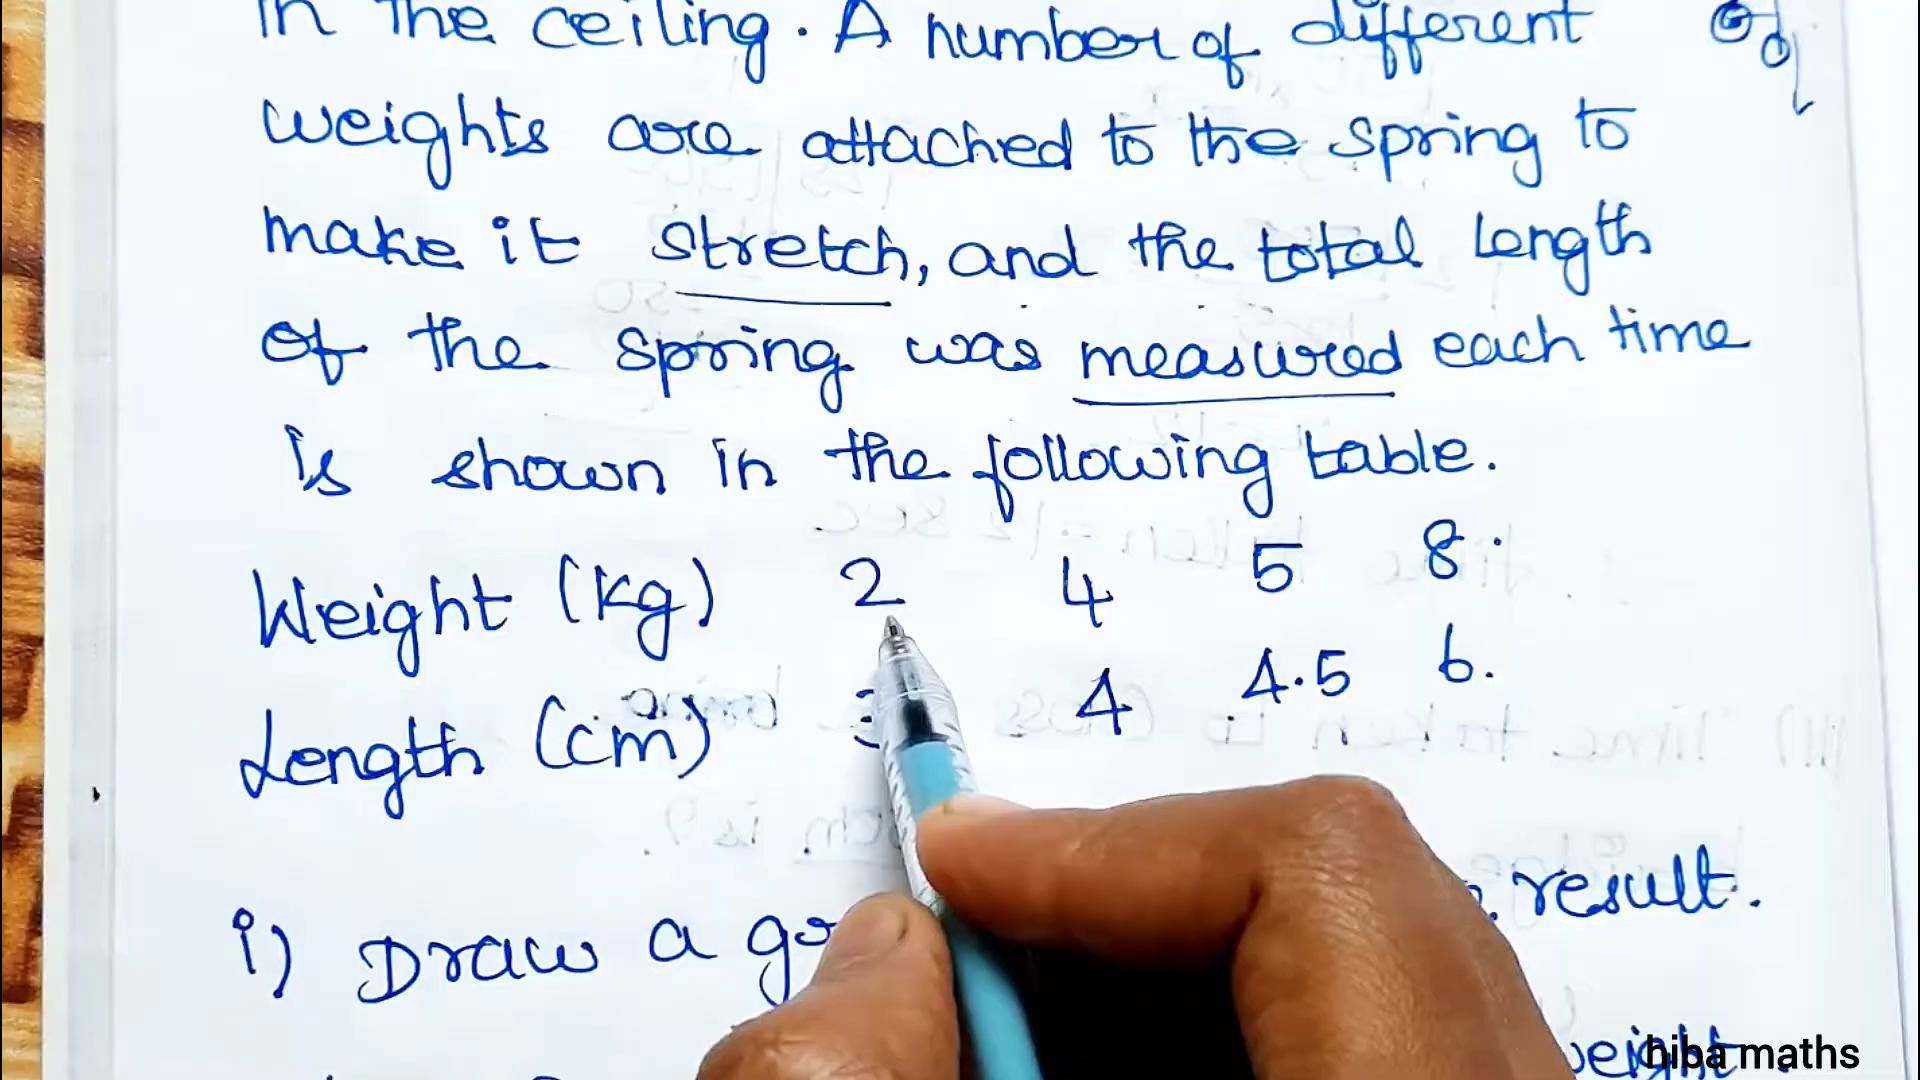 in the ceiling. A number of different
weights are attached to the spring to
make it stretch, and the total length
of the spring was measured each time
is shown in the following table.
Weight (kg) 2 4 5 8.
Length (cm) 4 4.5 6.
i) Draw a result.
hiba maths